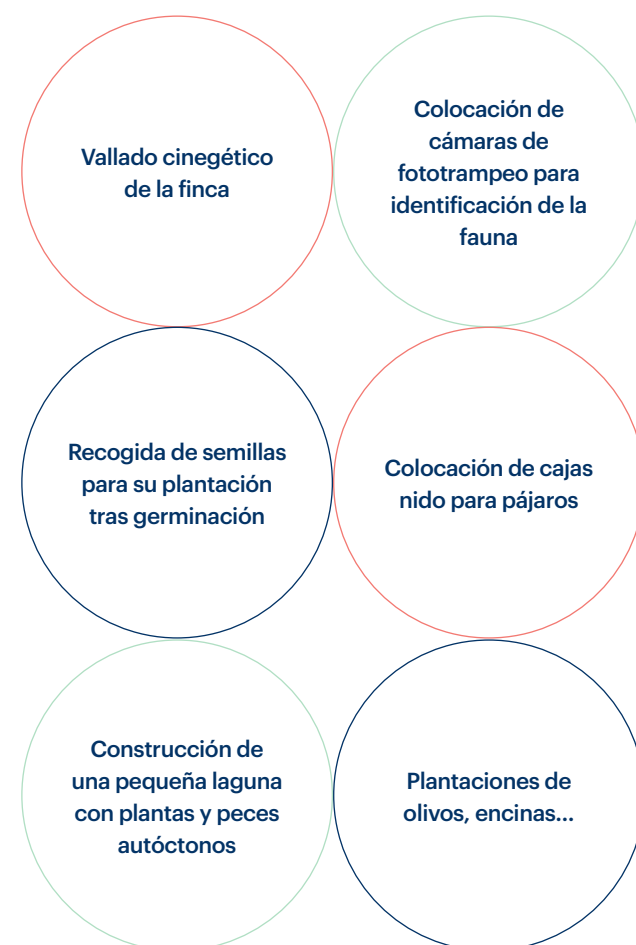 Vallado cinegético
de la finca
Colocación de
cámaras de
fototrampeo para
identificación de la
fauna
Recogida de semillas
para su plantación
tras germinación
Colocación de cajas
nido para pájaros
Construcción de
una pequeña laguna
con plantas y peces
autóctonos
Plantaciones de
olivos, encinas...